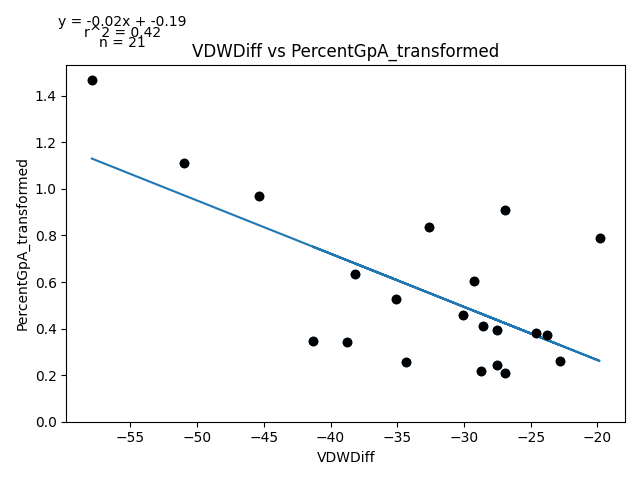 y = -0.02x + -0.19
r^2 = 0.42
n = 21
VDWDiff vs PercentGpA_transformed
1.4
1.2
1.0
0.8
0.6
0.4
0.2
0.0
PercentGpA_transformed
−55 −50 −45 −40 −35 −30 −25 −20
VDWDiff